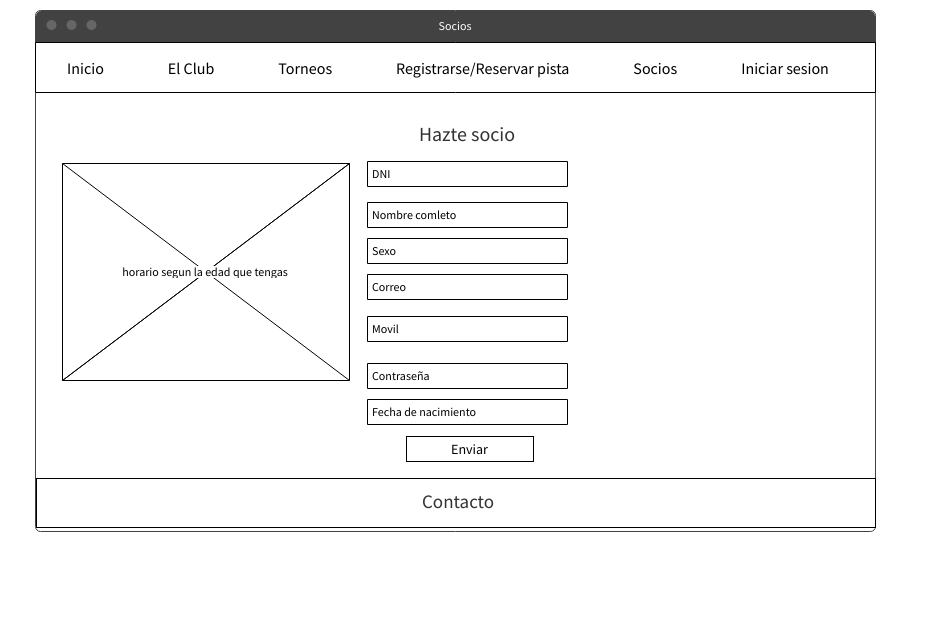 Socios
Inicio El Club Torneos Registrarse/Reservar pista Socios Iniciar sesion
Hazte socio
DNI
Nombre comleto
Sexo
horario segun la edad que tengas
Correo
Movil
Contraseña
Fecha de nacimiento
Enviar
Contacto